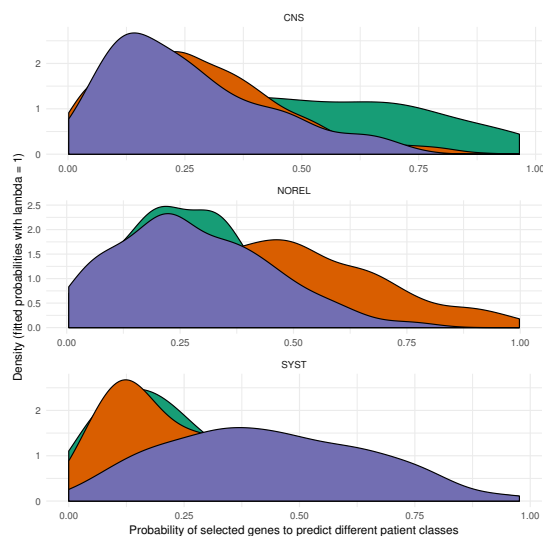 CNS
2
1
0
0.00 0.25 0.50 0.75 1.00
NOREL
2.5
2.0
1.5
1.0
0.5
0.0
0.00 0.25 0.50 0.75 1.00
SYST
2
1
0
0.00 0.25 0.50 0.75 1.00
Density (fitted probabilities with lambda = 1)
Probability of selected genes to predict different patient classes